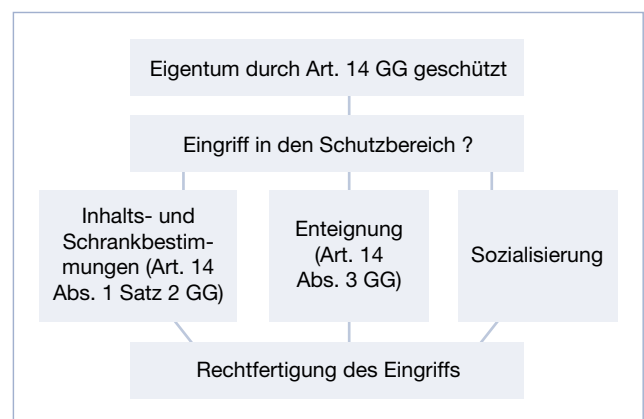 Eigentum durch Art. 14 GG geschützt
Eingriff in den Schutzbereich ?
Inhalts- und
Schrankbestim-
mungen (Art. 14
Abs. 1 Satz 2 GG)
Enteignung
(Art. 14
Abs. 3 GG)
Sozialisierung
Rechtfertigung des Eingriffs